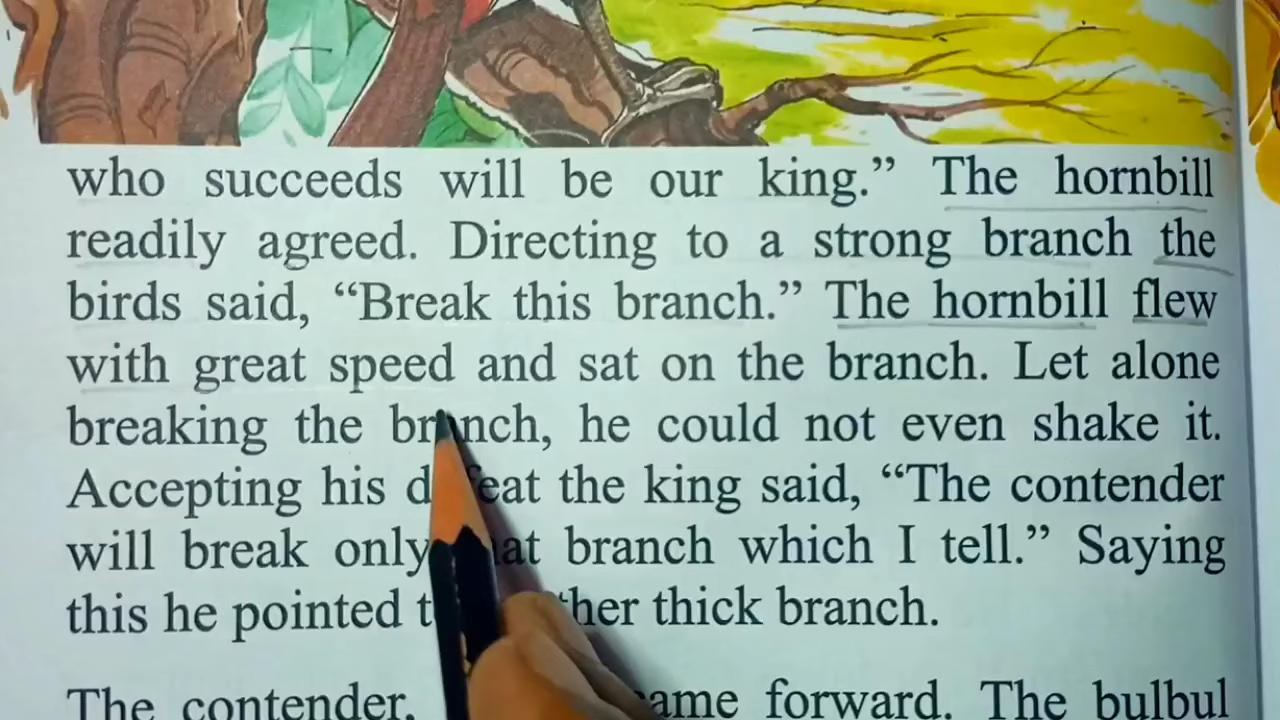 who succeeds will be our king.” The hornbill
readily agreed. Directing to a strong branch the
birds said, “Break this branch.” The hornbill flew
with great speed and sat on the branch. Let alone
breaking the branch, he could not even shake it.
Accepting his defeat the king said, “The contender
will break only that branch which I tell.” Saying
this he pointed thick branch.
The contender, came forward. The bulbul